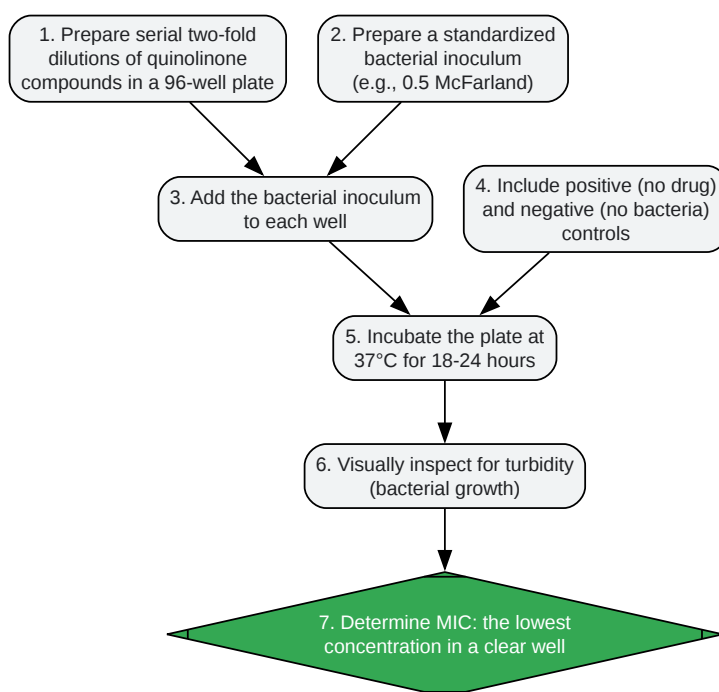 1. Prepare serial two-fold
dilutions of quinolinone
compounds in a 96-well plate
2. Prepare a standardized
bacterial inoculum
(e.g., 0.5 McFarland)
3. Add the bacterial inoculum
to each well
4. Include positive (no drug)
and negative (no bacteria)
controls
5. Incubate the plate at
37°C for 18-24 hours
6. Visually inspect for turbidity
(bacterial growth)
7. Determine MIC: the lowest
concentration in a clear well